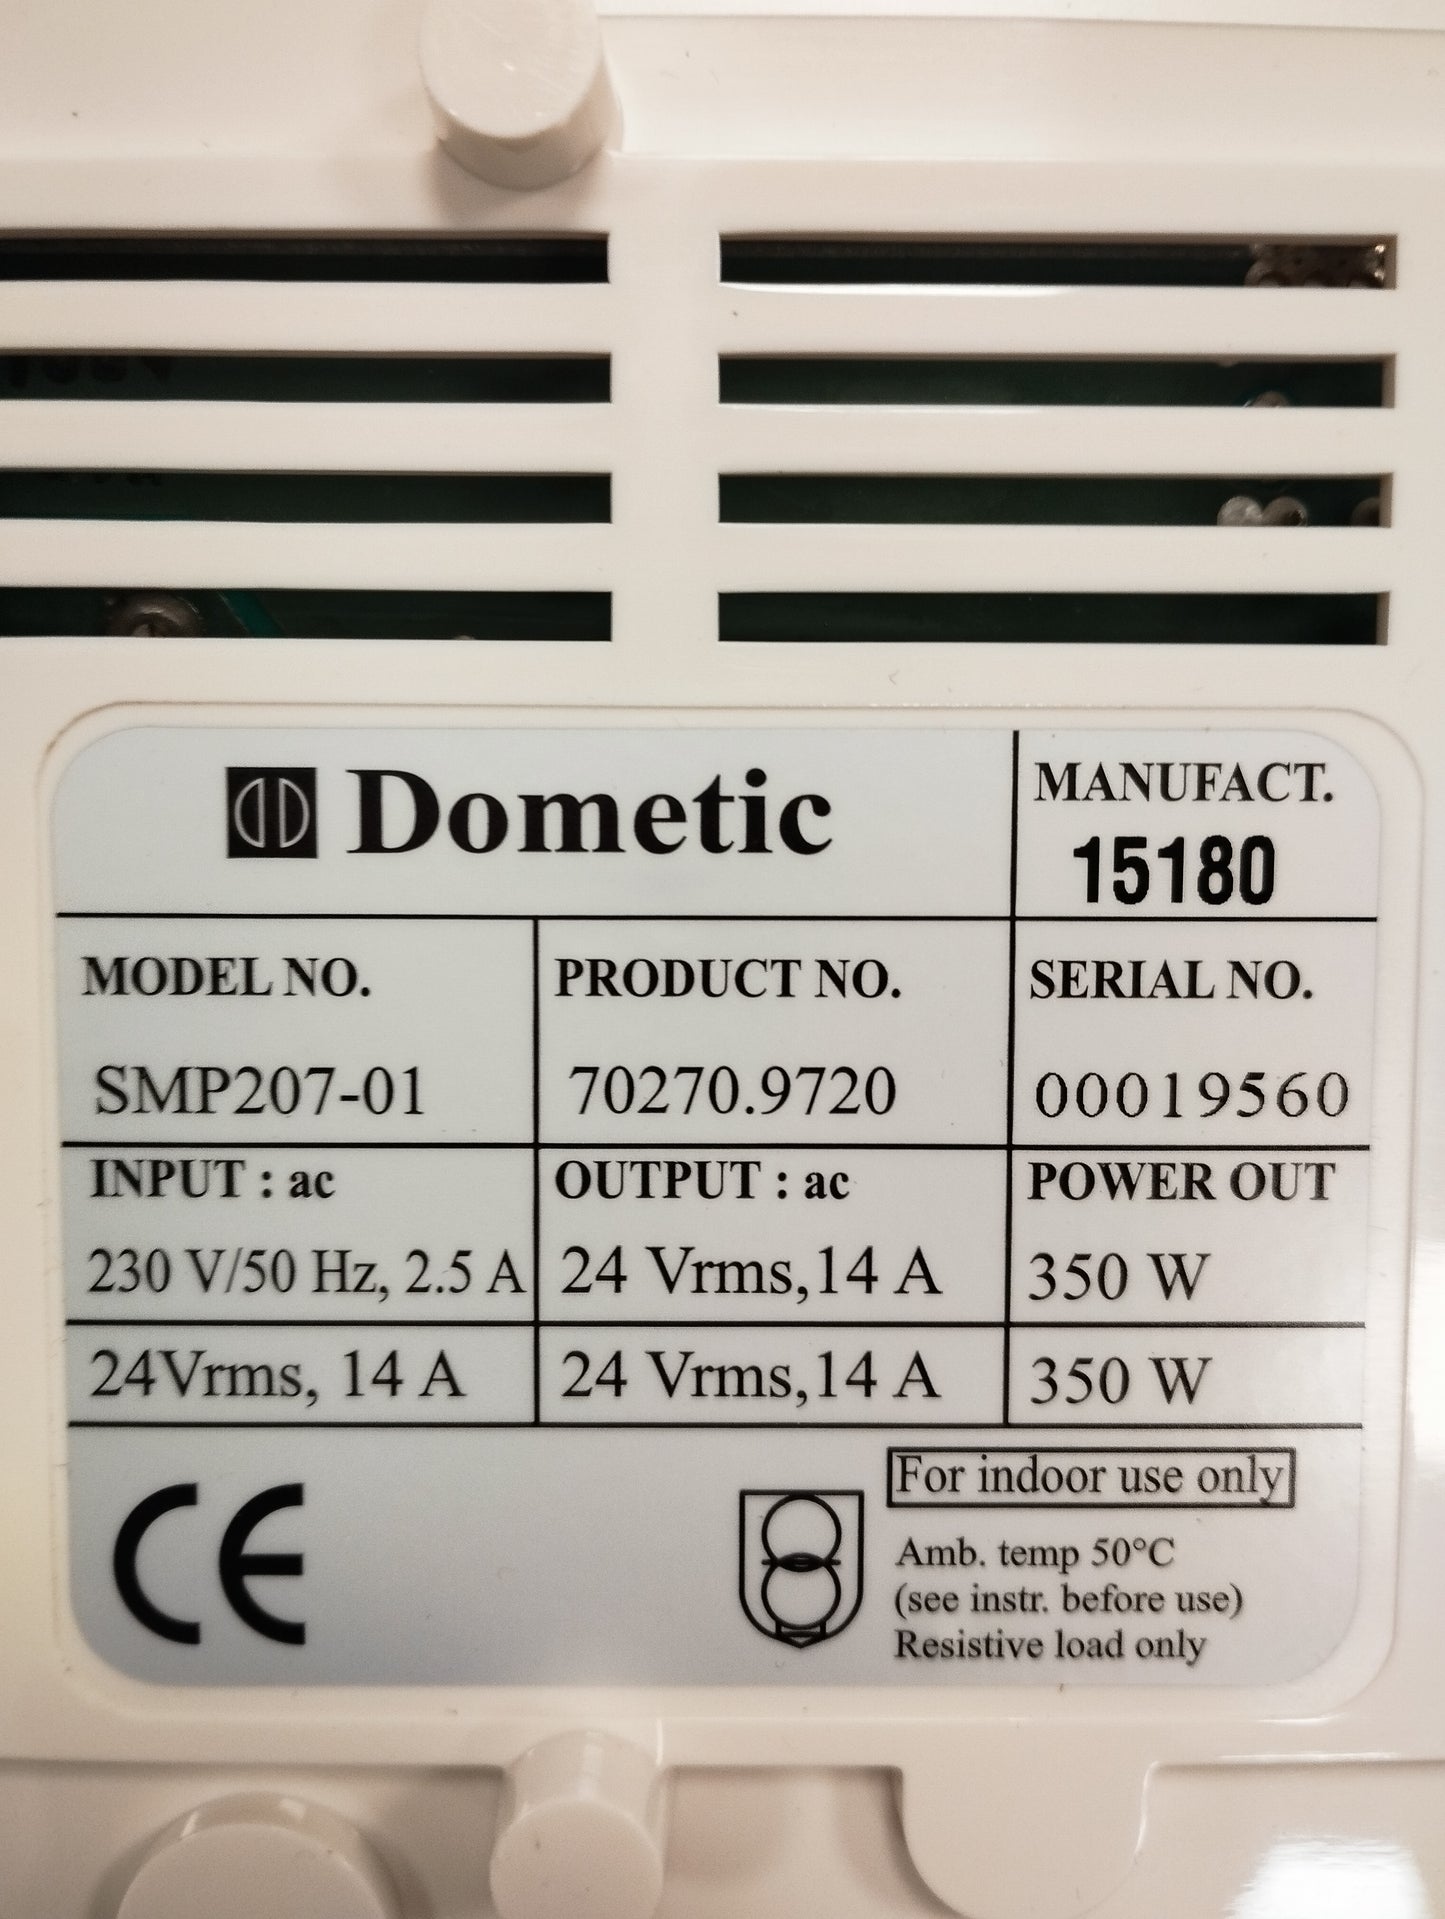 Dometic
MANUFACT.
15180
MODEL NO.
PRODUCT NO.
SERIAL NO.
SMP207-01
70270.9720
00019560
INPUT : ac
OUTPUT : ac
POWER OUT
230 V/50 Hz, 2.5 A
24 Vrms,14 A
350 W
24Vrms, 14 A
24 Vrms,14 A
350 W
CE
For indoor use only
Amb. temp 50°C
(see instr. before use)
Resistive load only